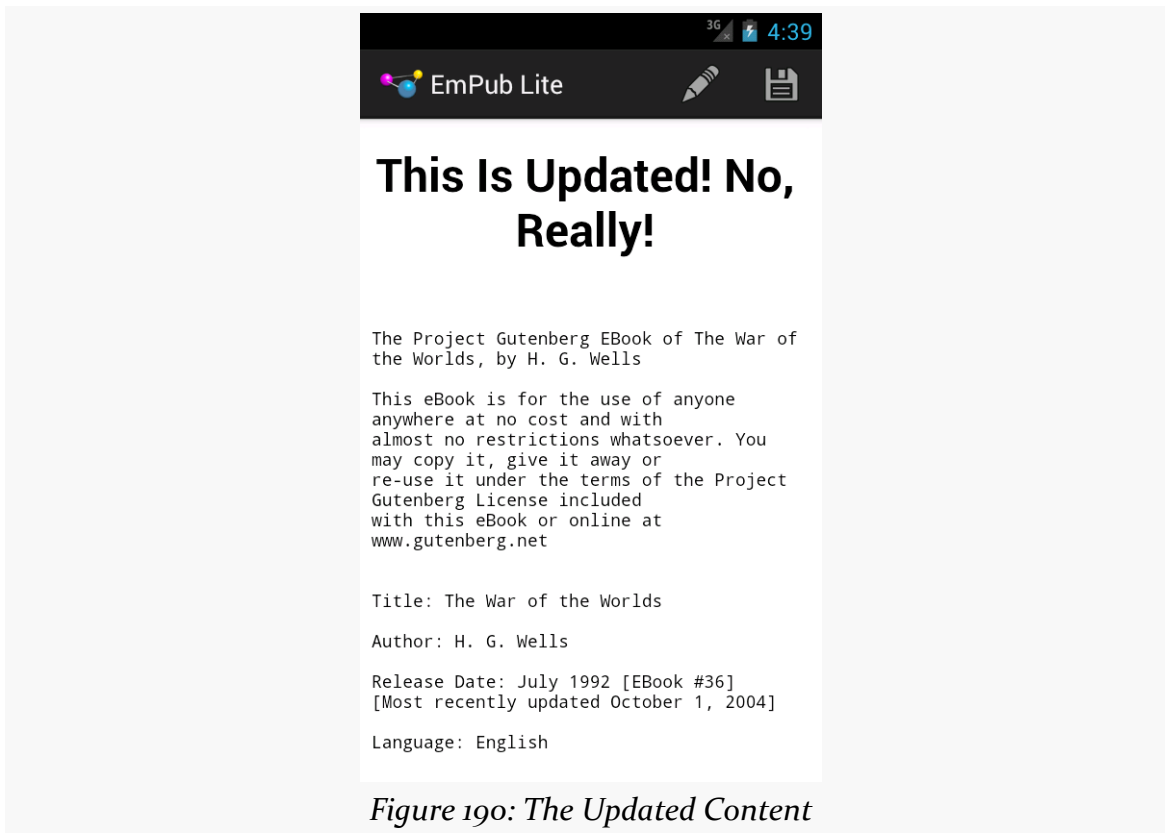 3G 4:39
EmPub Lite
This Is Updated! No,
Really!
The Project Gutenberg EBook of The War of
the Worlds, by H. G. Wells
This eBook is for the use of anyone
anywhere at no cost and with
almost no restrictions whatsoever. You
may copy it, give it away or
re-use it under the terms of the Project
Gutenberg License included
with this eBook or online at
www.gutenberg.net
Title: The War of the Worlds
Author: H. G. Wells
Release Date: July 1992 [EBook #36]
[Most recently updated October 1, 2004]
Language: English
Figure 190: The Updated Content